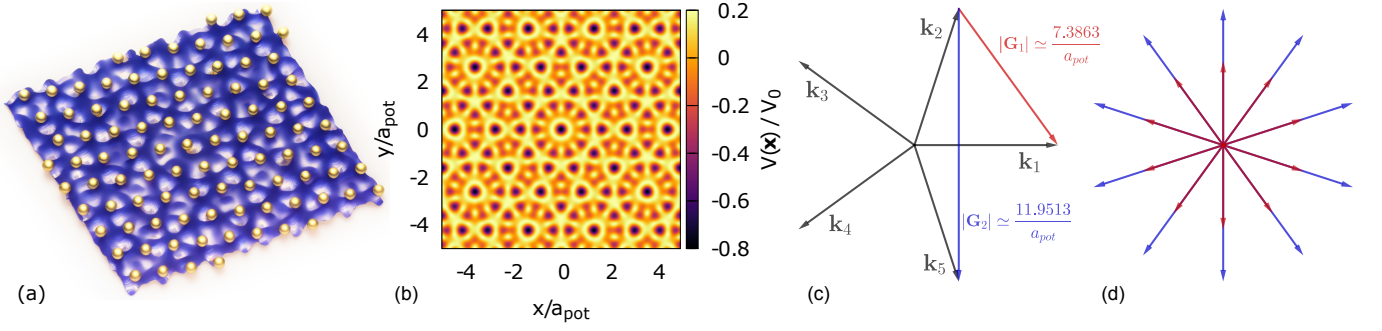 (a)
y/a_pot
4
2
0
-2
-4
-4 -2 0 2 4
x/a_pot
(b)
0.2
0
-0.2
-0.4
-0.6
-0.8
V(x) / V_0
k_2
k_3
k_1
k_4
k_5
|G_1| ≃ 7.3863/a_pot
|G_2| ≃ 11.9513/a_pot
(c)
(d)